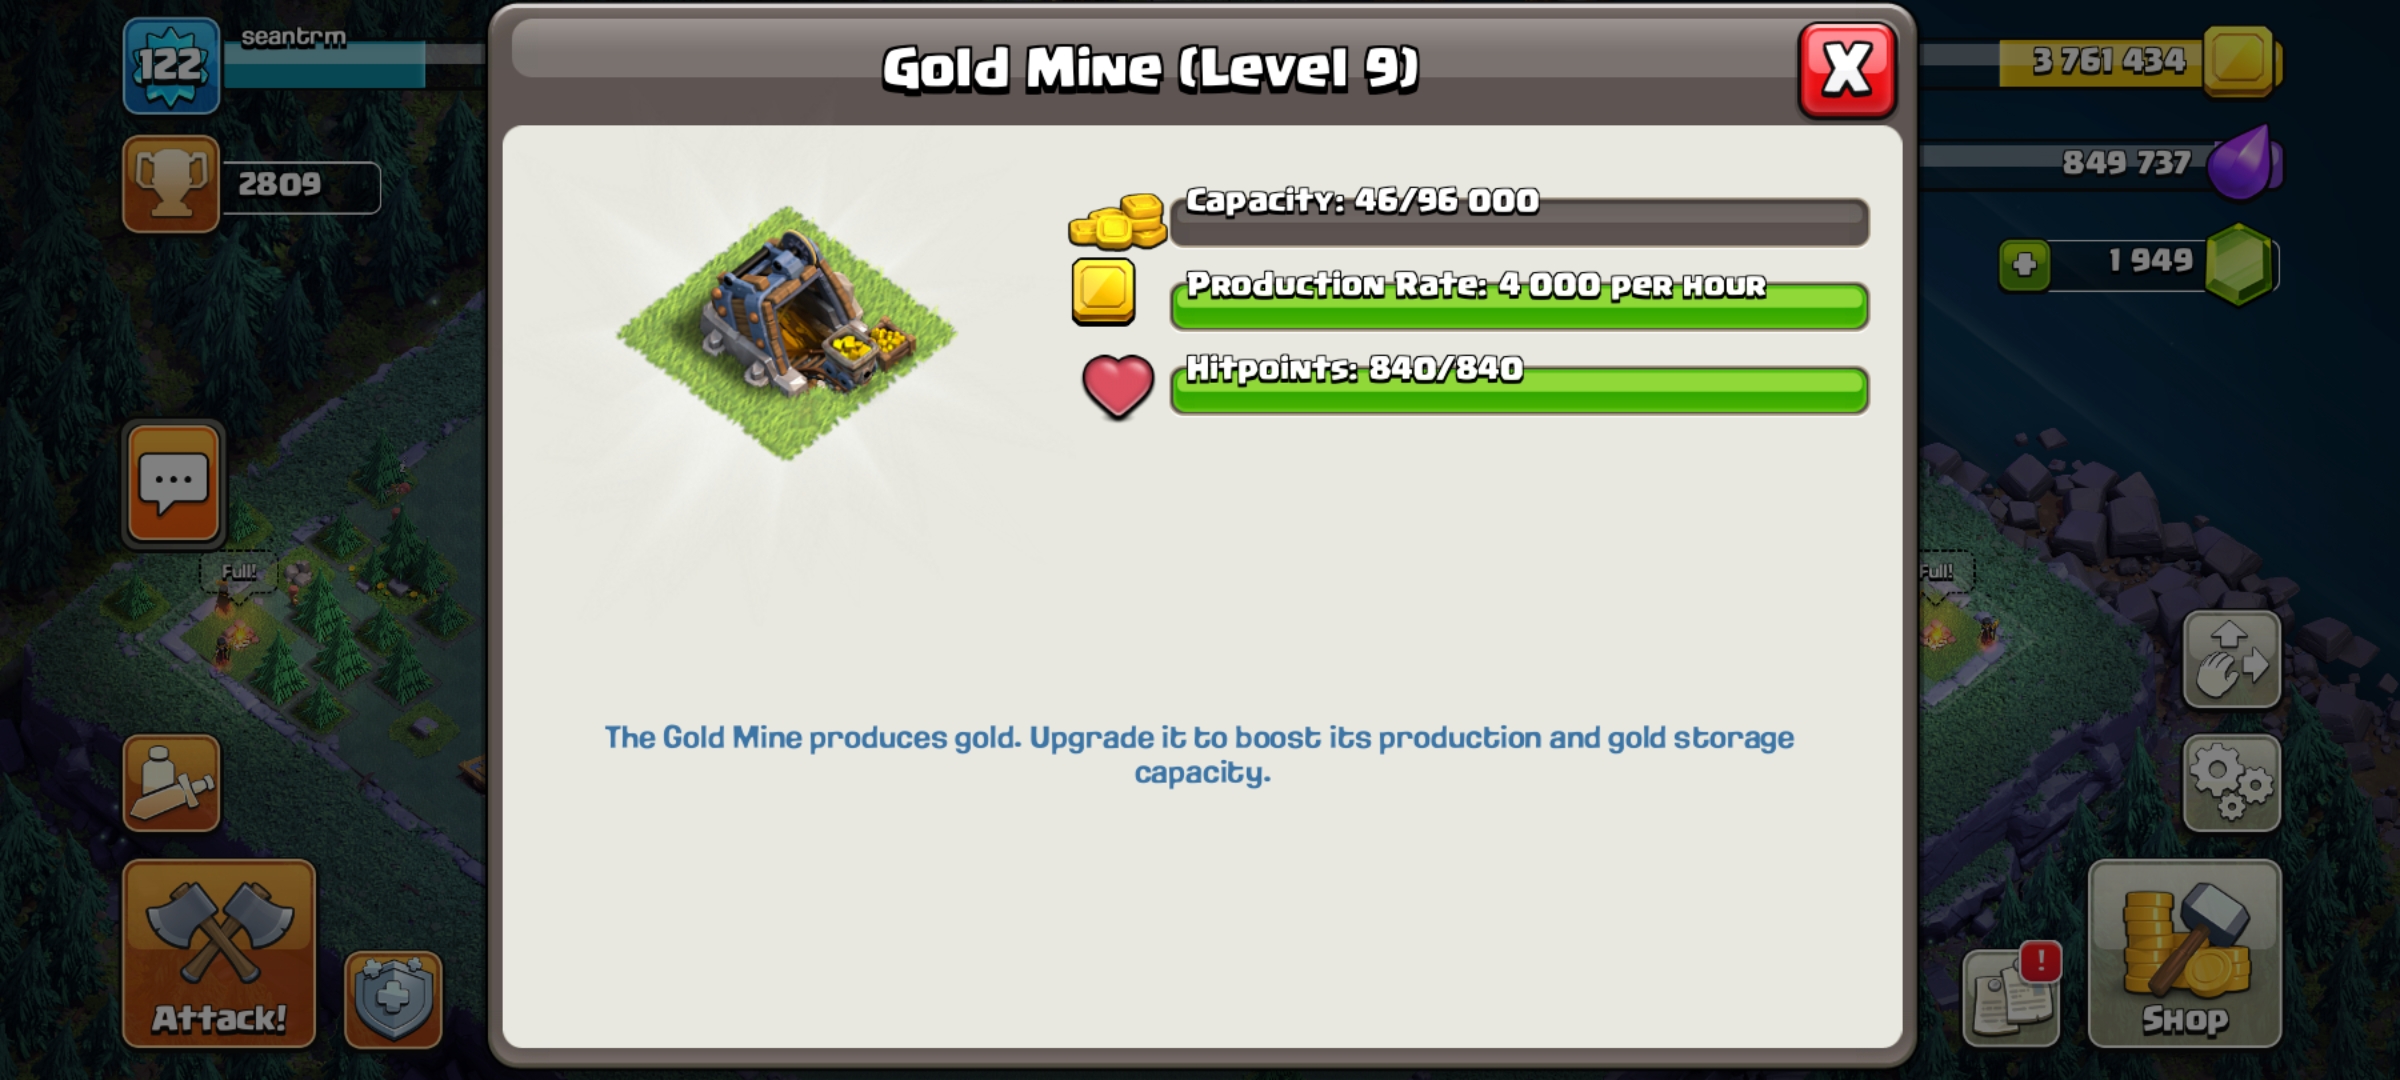 122
seantrm
Gold Mine (Level 9)
X
3 761 434
2809
Capacity: 46/96 000
849 737
Production Rate: 4 000 per hour
1 949
Hitpoints: 840/840
Full!
Full!
The Gold Mine produces gold. Upgrade it to boost its production and gold storage
capacity.
!
Attack!
Shop